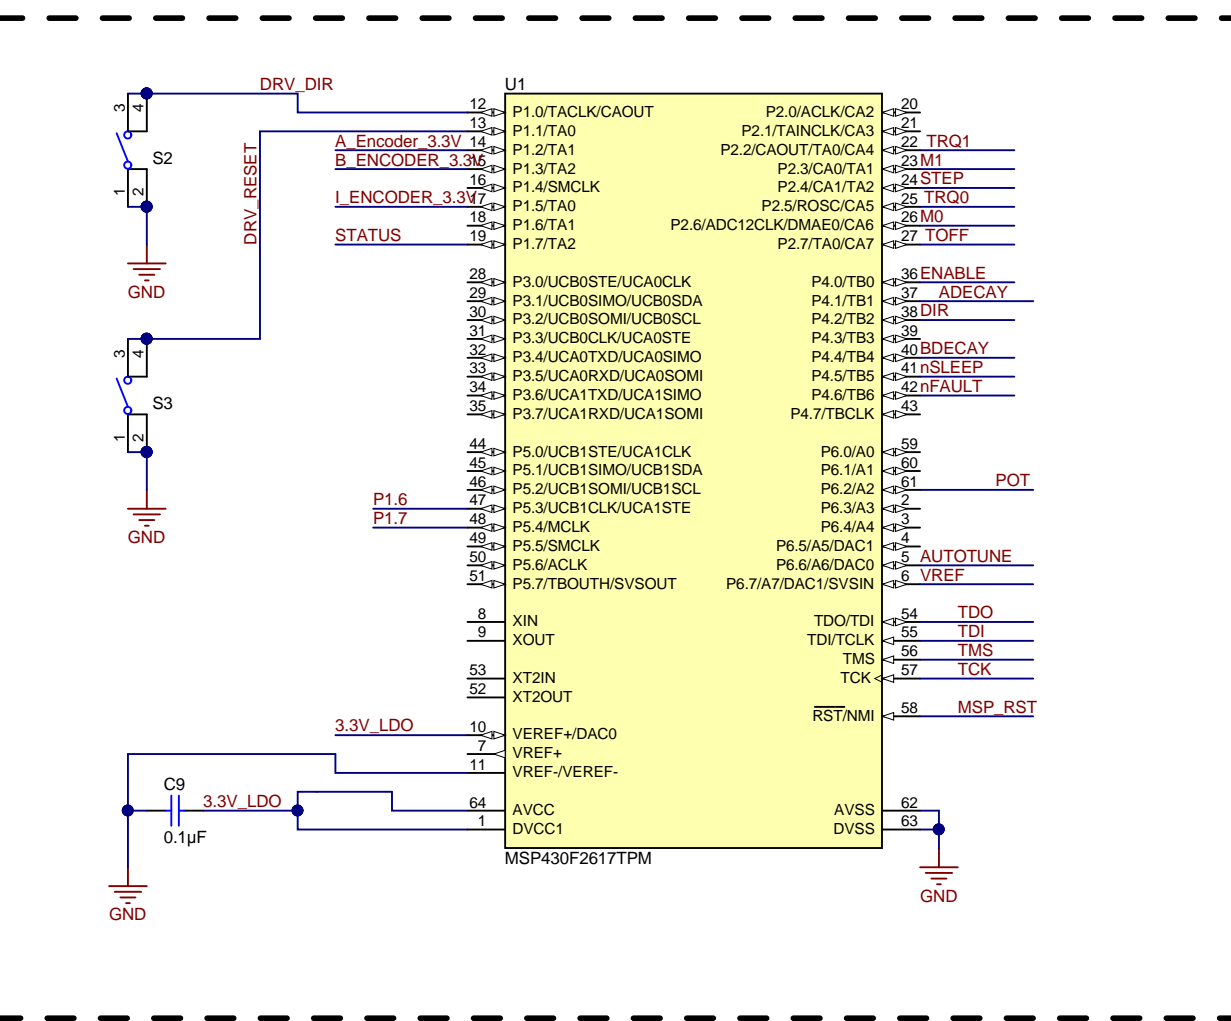 DRV_DIR
3
4
S2
1
2
GND
DRV_RESET
3
4
S3
1
2
GND
U1
12 P1.0/TACLK/CAOUT
13 P1.1/TA0
A_Encoder_3.3V 14 P1.2/TA1
B_ENCODER_3.3V 15 P1.3/TA2
16 P1.4/SMCLK
I_ENCODER_3.3V 17 P1.5/TA0
18 P1.6/TA1
STATUS 19 P1.7/TA2
28 P3.0/UCB0STE/UCA0CLK
29 P3.1/UCB0SIMO/UCB0SDA
30 P3.2/UCB0SOMI/UCB0SCL
31 P3.3/UCB0CLK/UCA0STE
32 P3.4/UCA0TXD/UCA0SIMO
33 P3.5/UCA0RXD/UCA0SOMI
34 P3.6/UCA1TXD/UCA1SIMO
35 P3.7/UCA1RXD/UCA1SOMI
44 P5.0/UCB1STE/UCA1CLK
45 P5.1/UCB1SIMO/UCB1SDA
46 P5.2/UCB1SOMI/UCB1SCL
P1.6 47 P5.3/UCB1CLK/UCA1STE
P1.7 48 P5.4/MCLK
49 P5.5/SMCLK
50 P5.6/ACLK
51 P5.7/TBOUTH/SVSOUT
8 XIN
9 XOUT
53 XT2IN
52 XT2OUT
3.3V_LDO 10 VEREF+/DAC0
7 VREF+
11 VREF-/VEREF-
64 AVCC
1 DVCC1
P2.0/ACLK/CA2 20
P2.1/TAINCLK/CA3 21
P2.2/CAOUT/TA0/CA4 22 TRQ1
P2.3/CA0/TA1 23 M1
P2.4/CA1/TA2 24 STEP
P2.5/ROSC/CA5 25 TRQ0
P2.6/ADC12CLK/DMAE0/CA6 26 M0
P2.7/TA0/CA7 27 TOFF
P4.0/TB0 36 ENABLE
P4.1/TB1 37 ADECAY
P4.2/TB2 38 DIR
P4.3/TB3 39
P4.4/TB4 40 BDECAY
P4.5/TB5 41 nSLEEP
P4.6/TB6 42 nFAULT
P4.7/TBCLK 43
P6.0/A0 59
P6.1/A1 60
P6.2/A2 61 POT
P6.3/A3 2
P6.4/A4 3
P6.5/A5/DAC1 4
P6.6/A6/DAC0 5 AUTOTUNE
P6.7/A7/DAC1/SVSIN 6 VREF
TDO/TDI 54 TDO
TDI/TCLK 55 TDI
TMS 56 TMS
TCK 57 TCK
RST/NMI 58 MSP_RST
AVSS 62
DVSS 63
MSP430F2617TPM
C9
3.3V_LDO
0.1µF
GND
GND